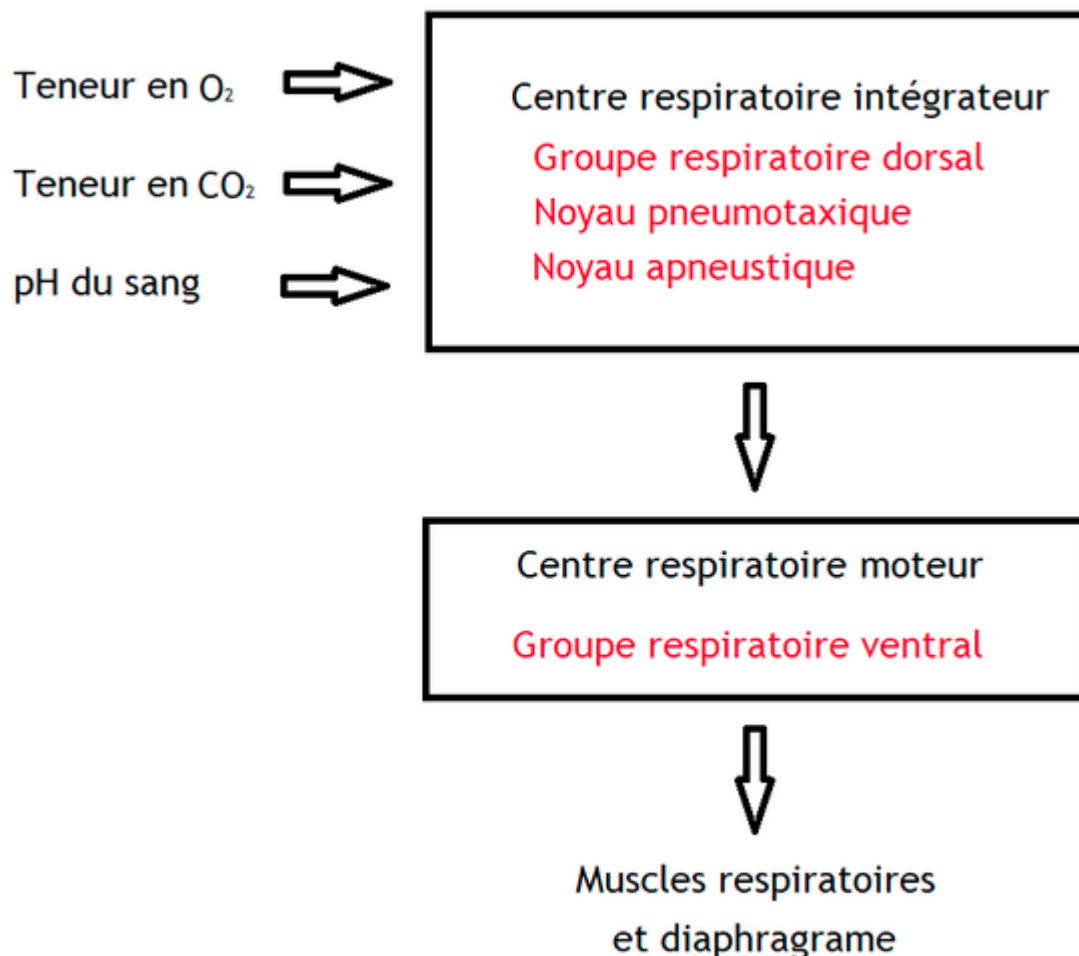 Teneur en O₂
Teneur en CO₂
pH du sang
Centre respiratoire intégrateur
Groupe respiratoire dorsal
Noyau pneumotaxique
Noyau apneustique
Centre respiratoire moteur
Groupe respiratoire ventral
Muscles respiratoires
et diaphragrame